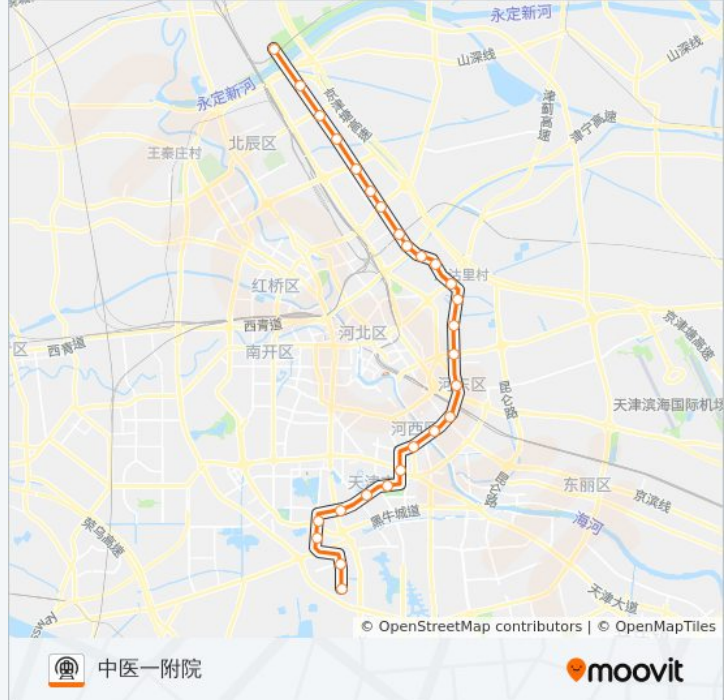 永定新河
山深线
山深线
永定新河
京津塘高速
津蓟高速
津宁高速
北辰区
王秦庄村
沽里村
红桥区
西青道
河北区
京津塘高速
区
西青道
南开区
河东区
昆仑路
天津滨海国际机场
河西区
天津市
昆仑路
东丽区
京滨线
黑牛城道
海河
荣乌高速
天津大道
© OpenStreetMap contributors | © OpenMapTiles
中医一附院
moovit